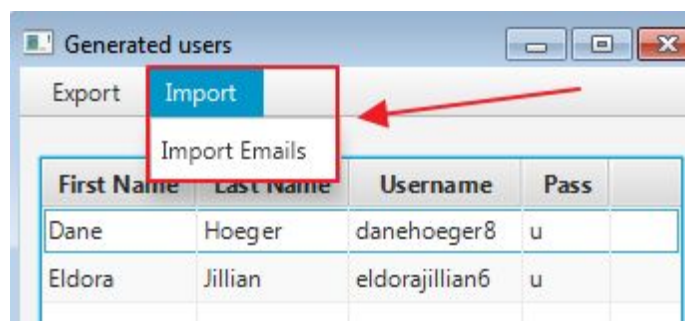 Generated users
Export Import
Import Emails
First Name Last Name Username Pass
Dane Hoeger danehoeger8 u
Eldora Jillian eldorajillian6 u